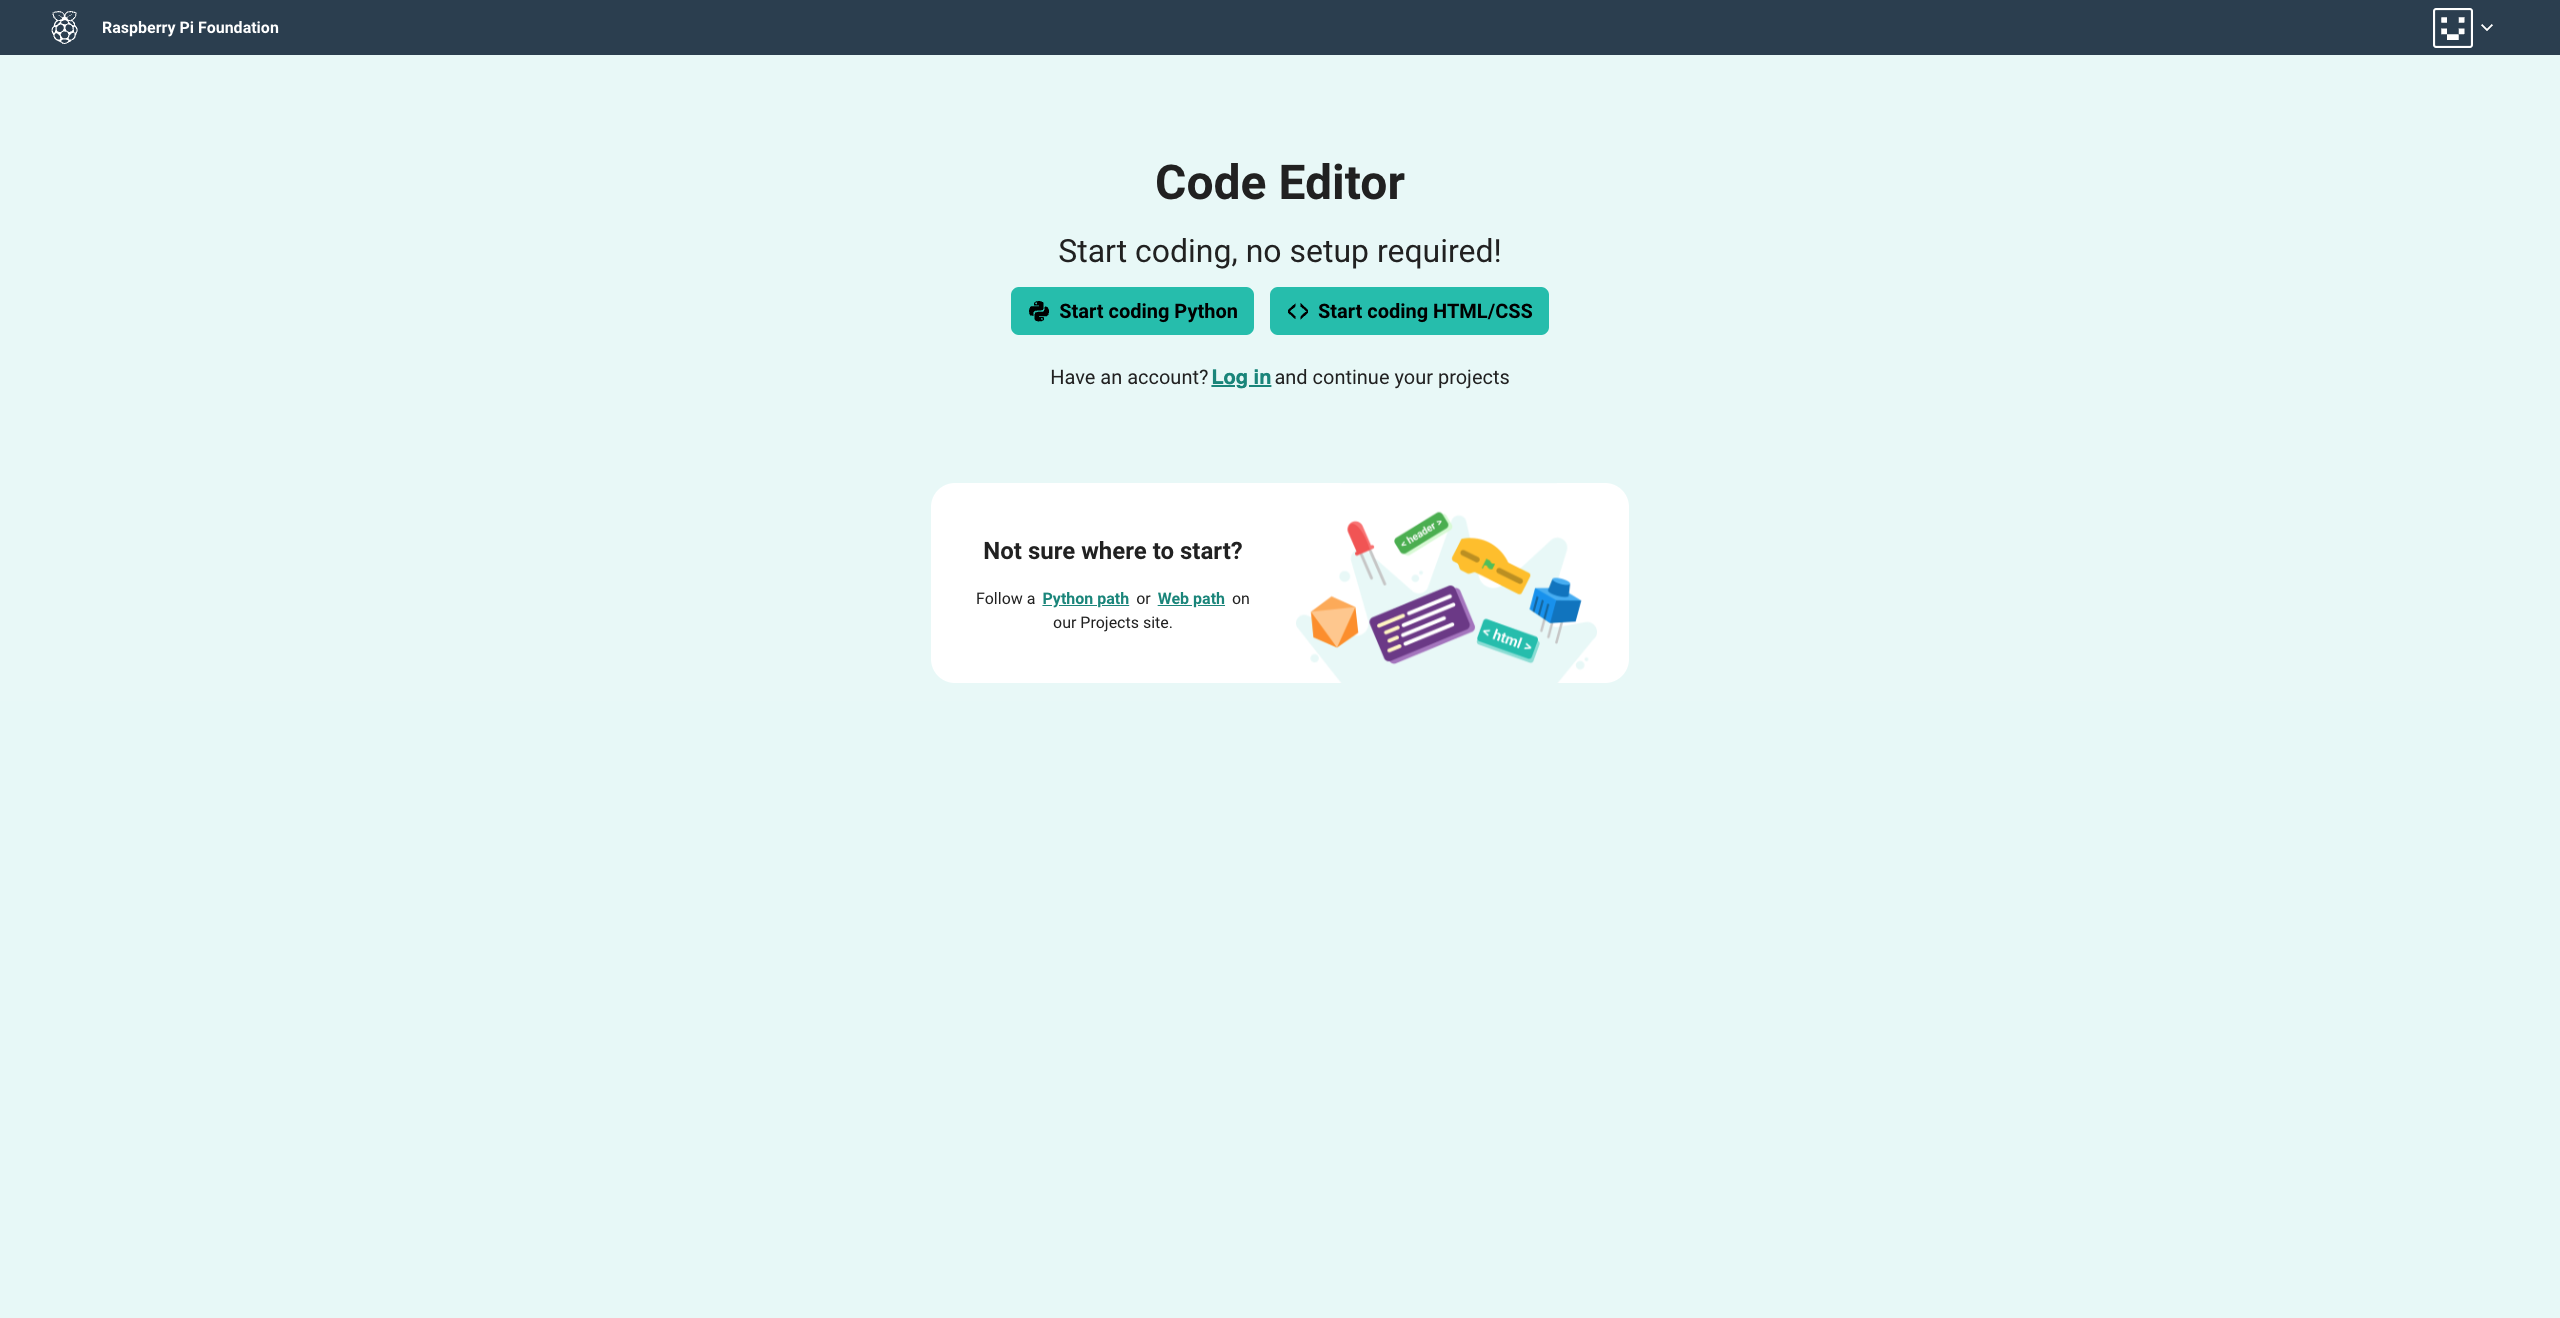 Raspberry Pi Foundation
Code Editor
Start coding, no setup required!
Start coding Python
Start coding HTML/CSS
Have an account? Log in and continue your projects
Not sure where to start?
Follow a Python path or Web path on
our Projects site.
< header >
< html >